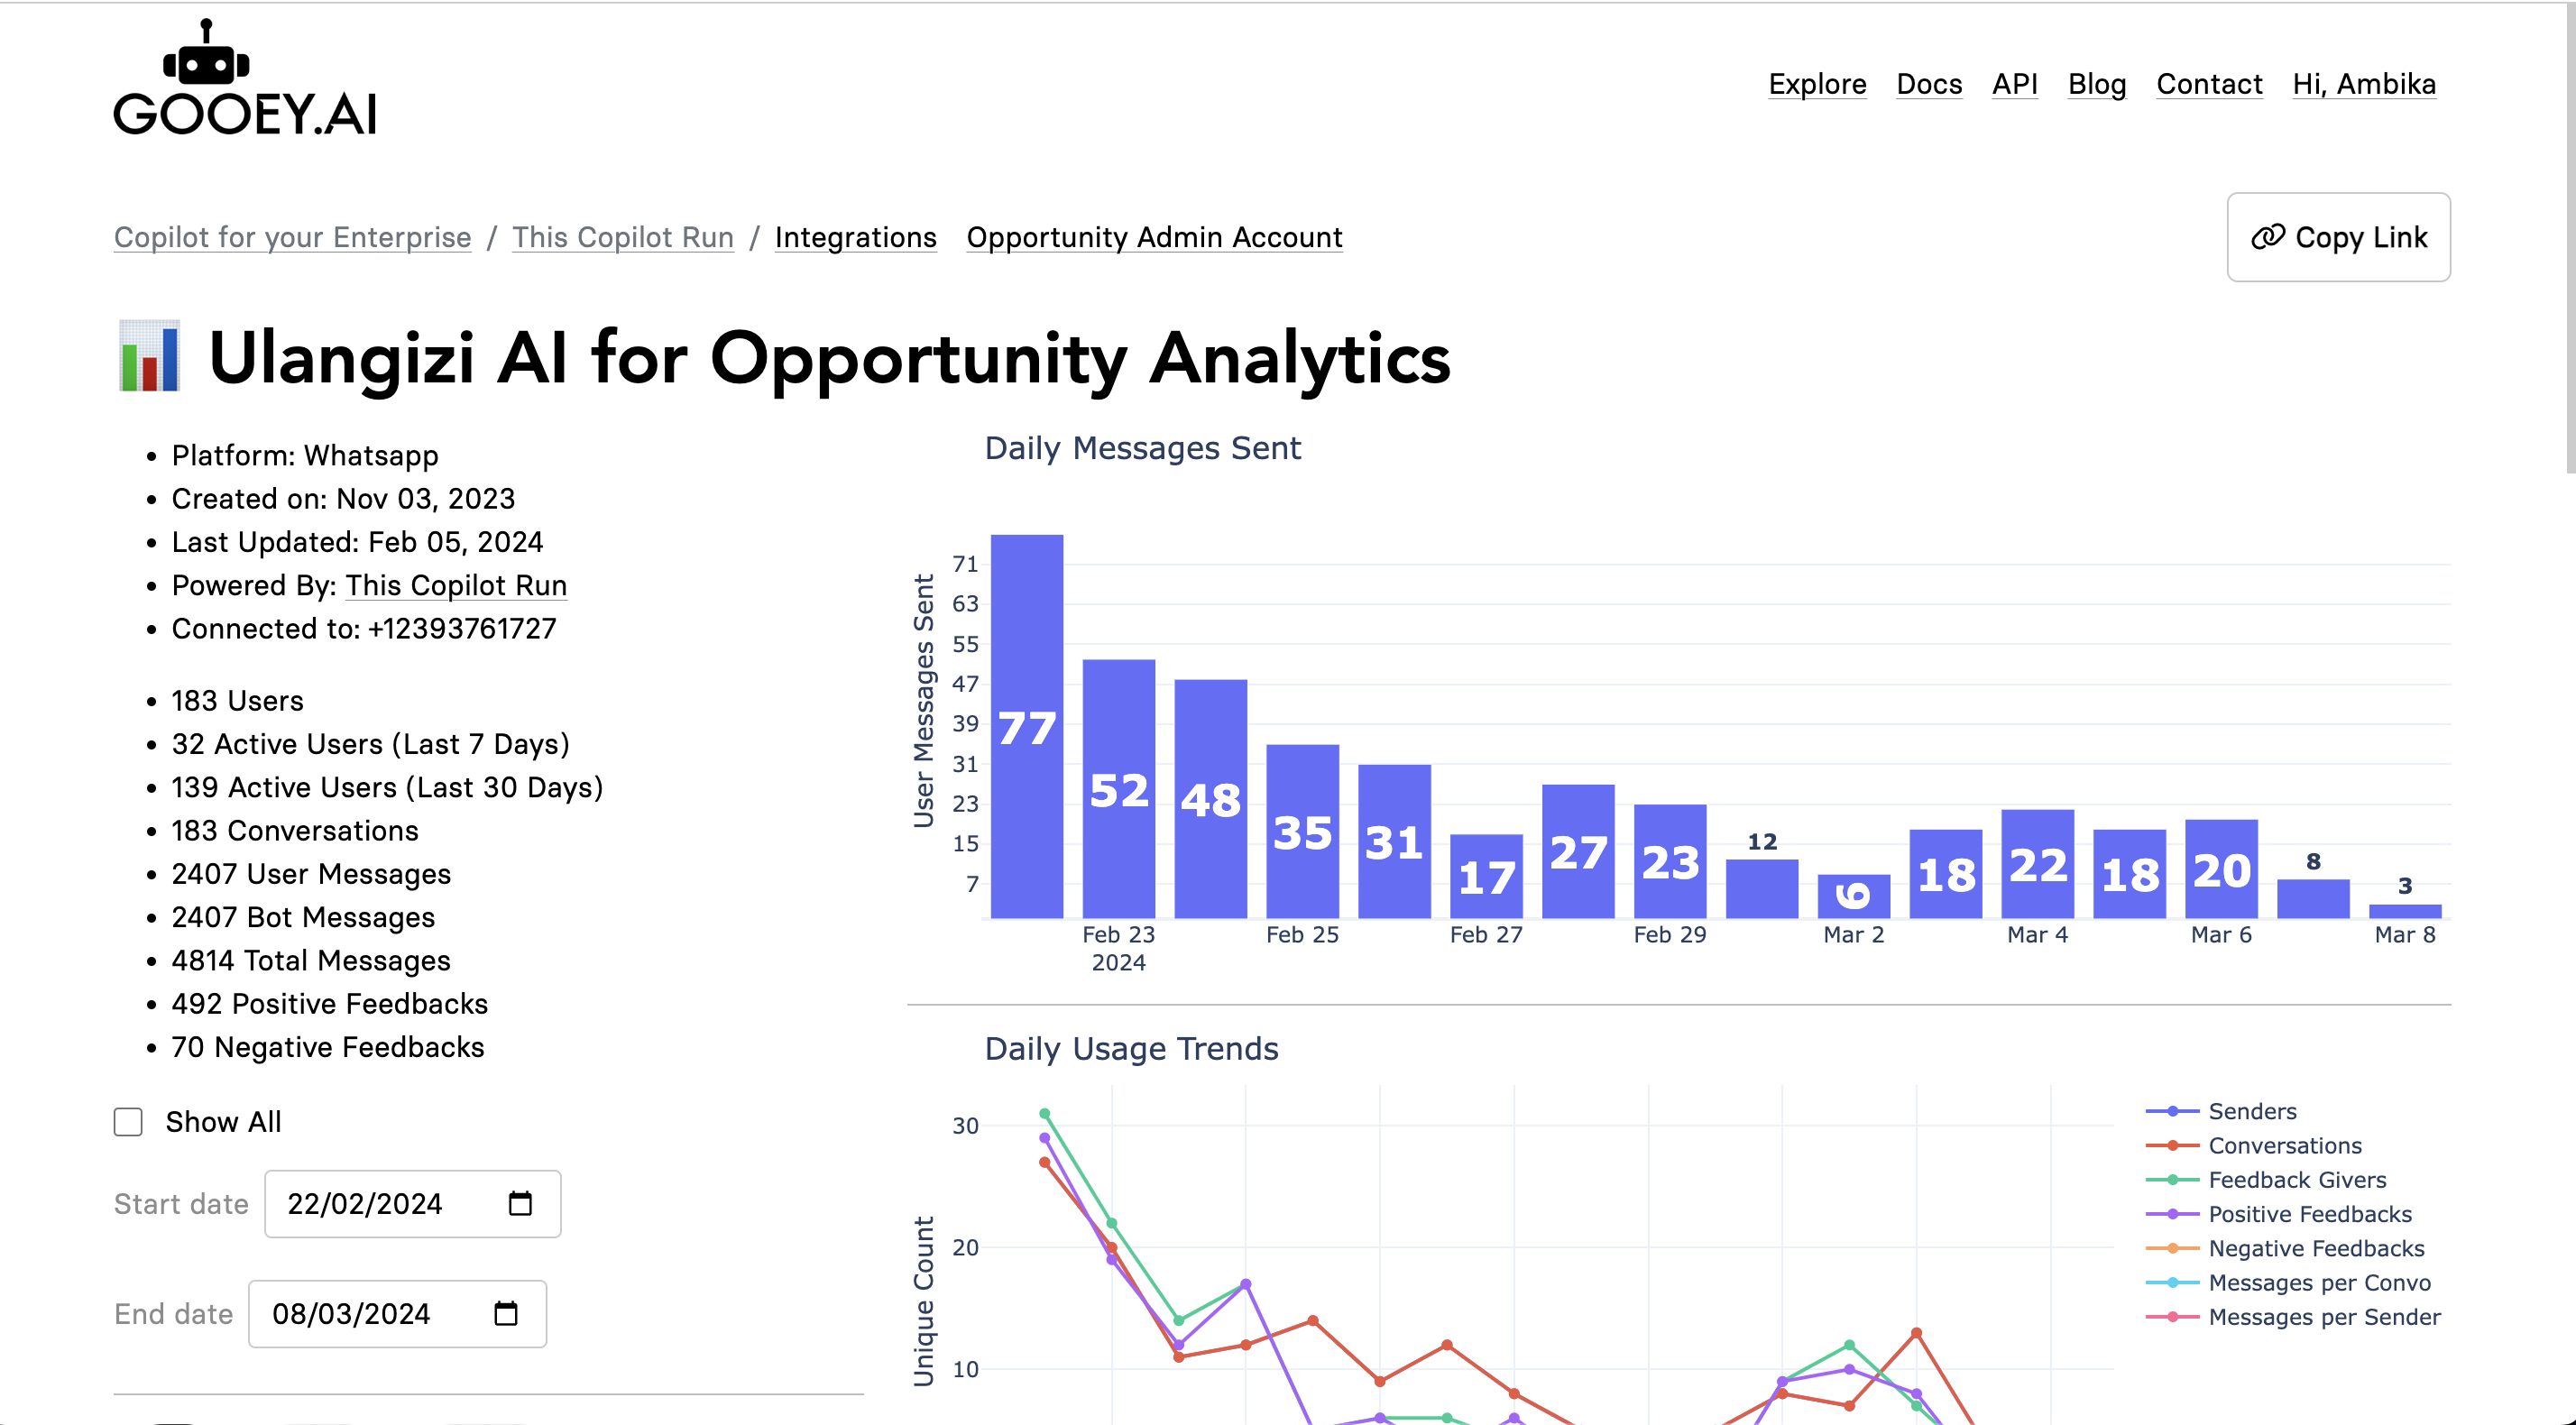 GOOEY.AI
Explore Docs API Blog Contact Hi, Ambika
Copilot for your Enterprise / This Copilot Run / Integrations Opportunity Admin Account
Copy Link
Ulangizi AI for Opportunity Analytics
Platform: Whatsapp
Created on: Nov 03, 2023
Last Updated: Feb 05, 2024
Powered By: This Copilot Run
Connected to: +12393761727
183 Users
32 Active Users (Last 7 Days)
139 Active Users (Last 30 Days)
183 Conversations
2407 User Messages
2407 Bot Messages
4814 Total Messages
492 Positive Feedbacks
70 Negative Feedbacks
Show All
Start date 22/02/2024
End date 08/03/2024
Daily Messages Sent
User Messages Sent
71
63
55
47
39
31
23
15
7
77 52 48 35 31 17 27 23 12 9 18 22 18 20 8 3
Feb 23 Feb 25 Feb 27 Feb 29 Mar 2 Mar 4 Mar 6 Mar 8
2024
Daily Usage Trends
Unique Count
30
20
10
Senders
Conversations
Feedback Givers
Positive Feedbacks
Negative Feedbacks
Messages per Convo
Messages per Sender